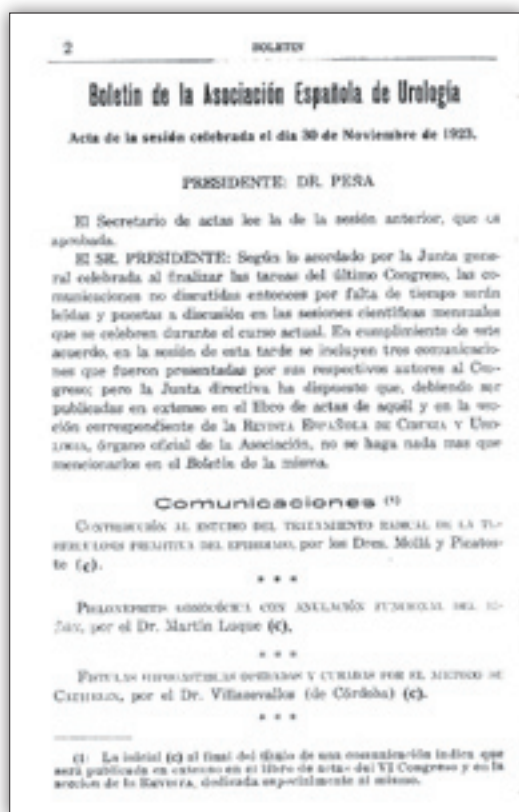 2 BOLETIN
Boletín de la Asociación Española de Urología
Acta de la sesión celebrada el día 30 de Noviembre de 1923.
PRESIDENTE: DR. PEÑA
El Secretario de actas lee la de la sesión anterior, que es
aprobada.
El SR. PRESIDENTE: Según lo acordado por la Junta gene-
ral celebrada al finalizar las tareas del último Congreso, las co-
municaciones no discutidas entonces por falta de tiempo serán
leídas y puestas a discusión en las sesiones científicas mensuales
que se celebren durante el curso actual. En cumplimiento de este
acuerdo, en la sesión de esta tarde se incluyen tres comunicacio-
nes que fueron presentadas por sus respectivos autores al Con-
greso; pero la Junta directiva ha dispuesto que, debiendo ser
publicadas en extenso en el libro de actas de aquél y en la sec-
ción correspondiente de la REVISTA ESPAÑOLA DE CIRUGÍA Y URO-
LOGIA, órgano oficial de la Asociación, no se haga nada mas que
mencionarlos en el Boletín de la misma.
Comunicaciones (1)
CONTRIBUCIÓN AL ESTUDIO DEL TRATAMIENTO RADICAL DE LA TU-
BERCULOSIS PRIMITIVA DEL EPIDIDIMO, por los Dres. Mollá y Picatos-
te (c).
* * *
PIELONEFRITIS GONOCÓCICA CON ANULACIÓN FUNCIONAL DEL RI-
ÑON, por el Dr. Martín Luque (c).
* * *
FISTULAS OPERADAS Y CURADAS POR EL METODO DE
CATHELIN, por el Dr. Villacevallos (de Córdoba) (c).
* * *
(1) La inicial (c) al final del título de una comunicación indica que
será publicada en extenso en el libro de actas del VI Congreso y en la
seccion de la REVISTA, dedicada especialmente al mismo.